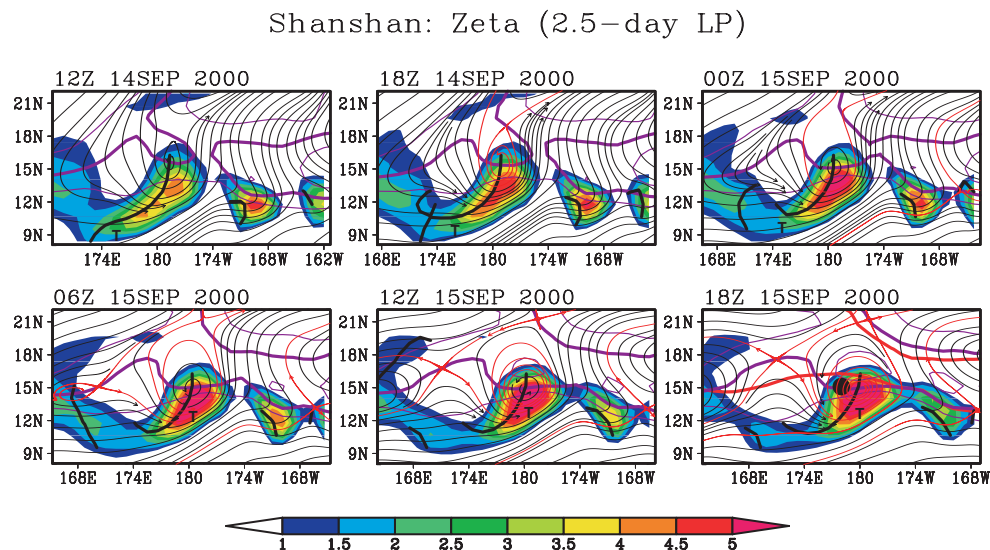 Shanshan: Zeta (2.5-day LP)
12Z 14SEP 2000 18Z 14SEP 2000 00Z 15SEP 2000
21N 21N 21N
18N 18N 18N
15N 15N 15N
12N 12N 12N
9N T 9N T 9N T
174E 180 174W 168W 162W 168E 174E 180 174W 168W 168E 174E 180 174W 168W
06Z 15SEP 2000 12Z 15SEP 2000 18Z 15SEP 2000
21N 21N 21N
18N 18N 18N
15N 15N 15N
12N T 12N T 12N T
9N 9N 9N
168E 174E 180 174W 168W 168E 174E 180 174W 168W 168E 174E 180 174W 168W
1 1.5 2 2.5 3 3.5 4 4.5 5